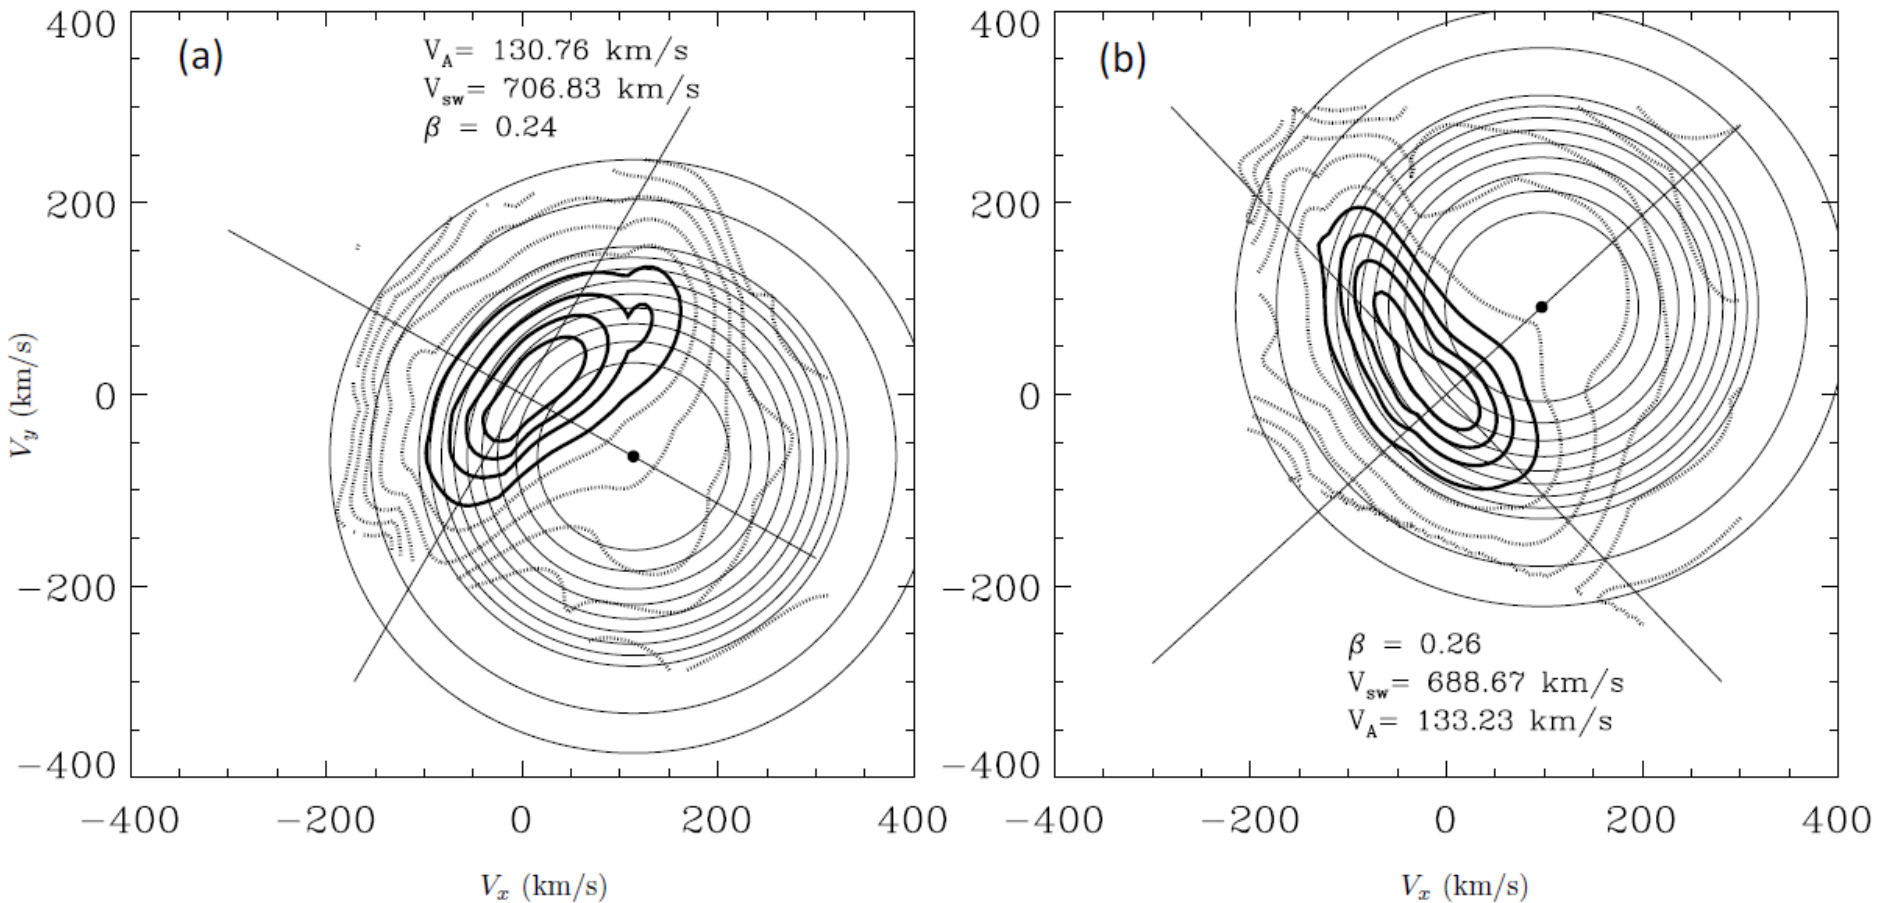 (a)
V_A= 130.76 km/s
V_sw= 706.83 km/s
β = 0.24
400
200
0
−200
−400
V_y (km/s)
−400 −200 0 200 400
V_x (km/s)
(b)
400
200
0
−200
−400
β = 0.26
V_sw= 688.67 km/s
V_A= 133.23 km/s
−400 −200 0 200 400
V_x (km/s)